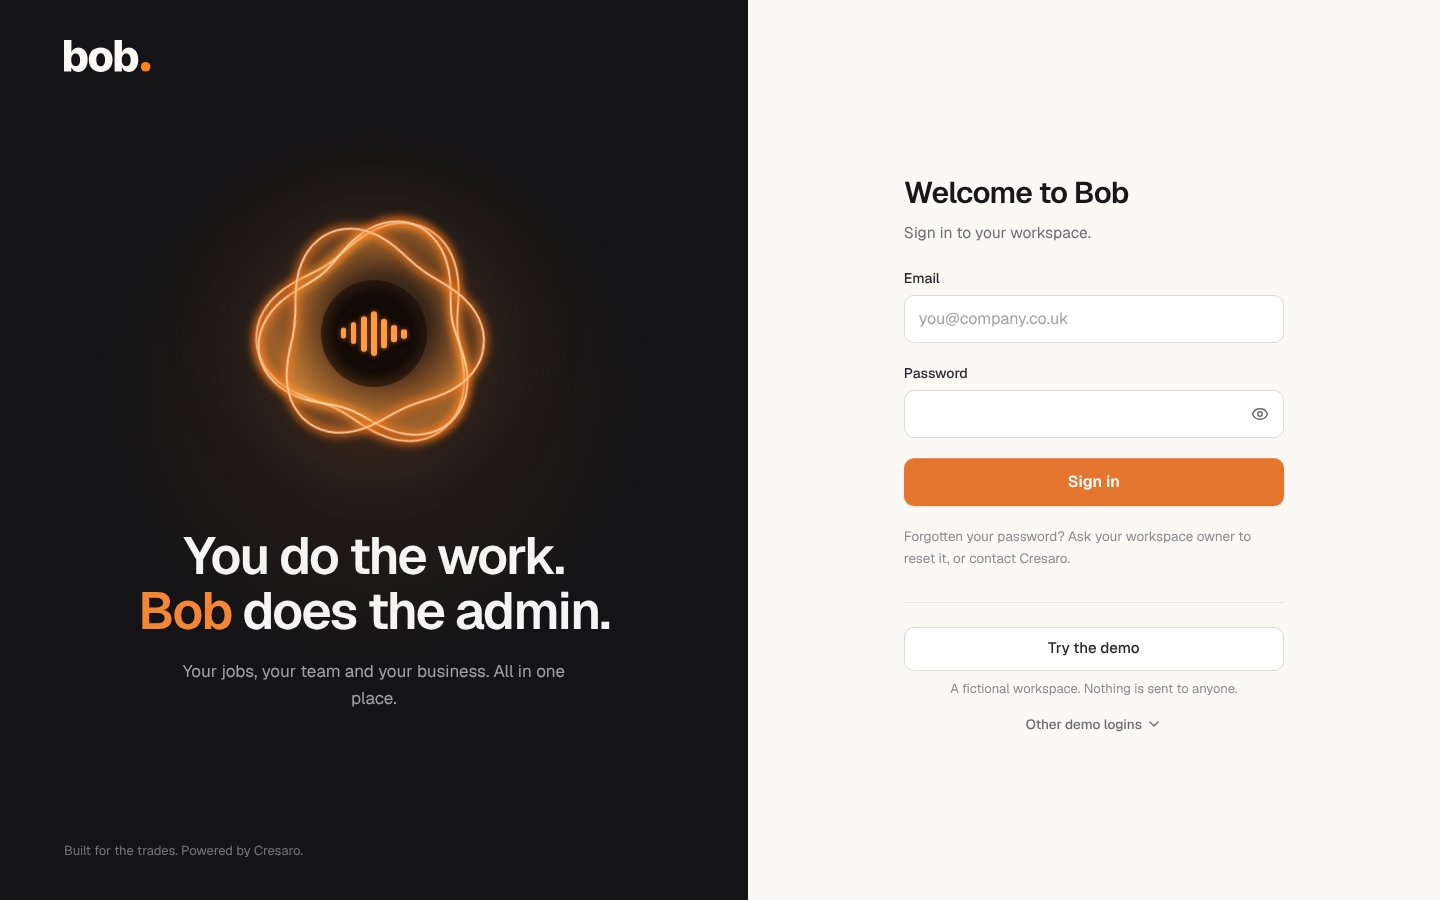 bob.
You do the work.
Bob does the admin.
Your jobs, your team and your business. All in one
place.
Built for the trades. Powered by Cresaro.
Welcome to Bob
Sign in to your workspace.
Email
you@company.co.uk
Password
Sign in
Forgotten your password? Ask your workspace owner to
reset it, or contact Cresaro.
Try the demo
A fictional workspace. Nothing is sent to anyone.
Other demo logins